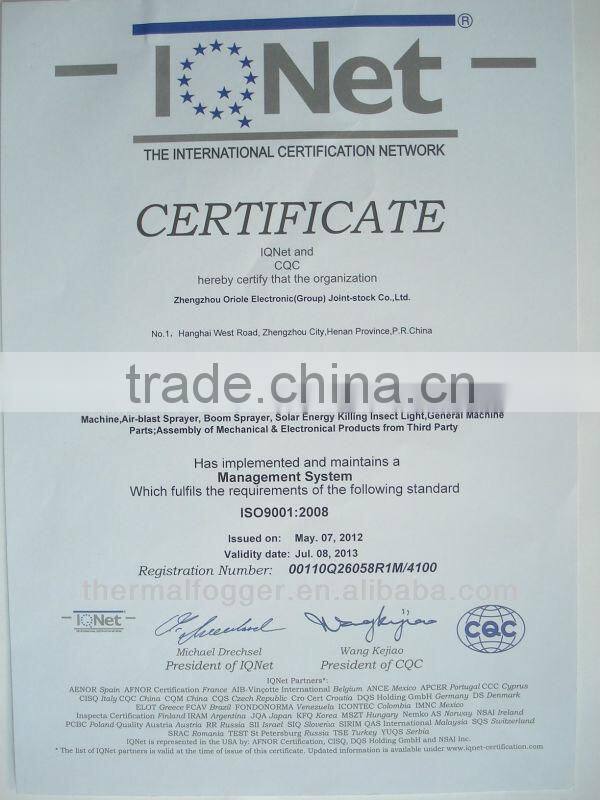 IQNet ®
THE INTERNATIONAL CERTIFICATION NETWORK
CERTIFICATE
IQNet and
CQC
hereby certify that the organization
Zhengzhou Oriole Electronic(Group) Joint-stock Co.,Ltd.
No.1, Hanghai West Road, Zhengzhou City,Henan Province,P.R.China
trade.china.cn
Machine,Air-blast Sprayer, Boom Sprayer, Solar Energy Killing Insect Light,General Machine
Parts;Assembly of Mechanical & Electronical Products from Third Party
Has implemented and maintains a
Management System
Which fulfils the requirements of the following standard
ISO9001:2008
Issued on: May. 07, 2012
Validity date: Jul. 08, 2013
Registration Number: 00110Q26058R1M/4100
thermalfogger.en.alibaba.com
IQNet
Michael Drechsel
President of IQNet
Wang Kejiao
Wang Kejiao
President of CQC
CQC
IQNet Partners*:
AENOR Spain AFNOR Certification France AIB-Vinçotte International Belgium ANCE Mexico APCER Portugal CCC Cyprus
CISQ Italy CQC China CQM China CQS Czech Republic Cro Cert Croatia DQS Holding GmbH Germany DS Denmark
ELOT Greece FCAV Brazil FONDONORMA Venezuela ICONTEC Colombia IMNC Mexico
Inspecta Certification Finland IRAM Argentina JQA Japan KFQ Korea MSZT Hungary Nemko AS Norway NSAI Ireland
PCBC Poland Quality Austria Austria RR Russia SII Israel SIQ Slovenia SIRIM QAS International Malaysia SQS Switzerland
SRAC Romania TEST St Petersburg Russia TSE Turkey YUQS Serbia
IQNet is represented in the USA by: AFNOR Certification, CISQ, DQS Holding GmbH and NSAI Inc.
* The list of IQNet partners is valid at the time of issue of this certificate. Updated information is available under www.iqnet-certification.com